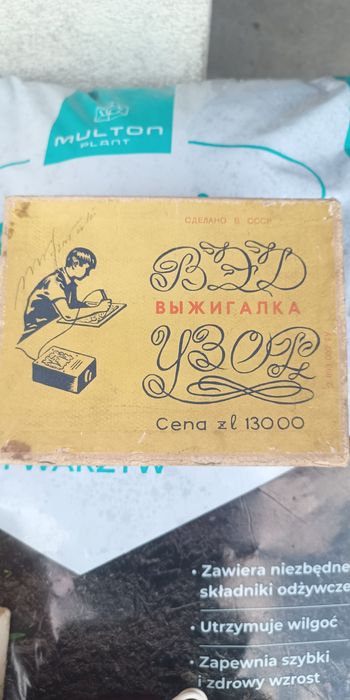 MULTON
PLANT
СДЕЛАНО В СССР
ВЭД
ВЫЖИГАЛКА
УЗОР
Cena zł 13000
• Zawiera niezbędne
składniki odżywcze
• Utrzymuje wilgoć
• Zapewnia szybki
i zdrowy wzrost